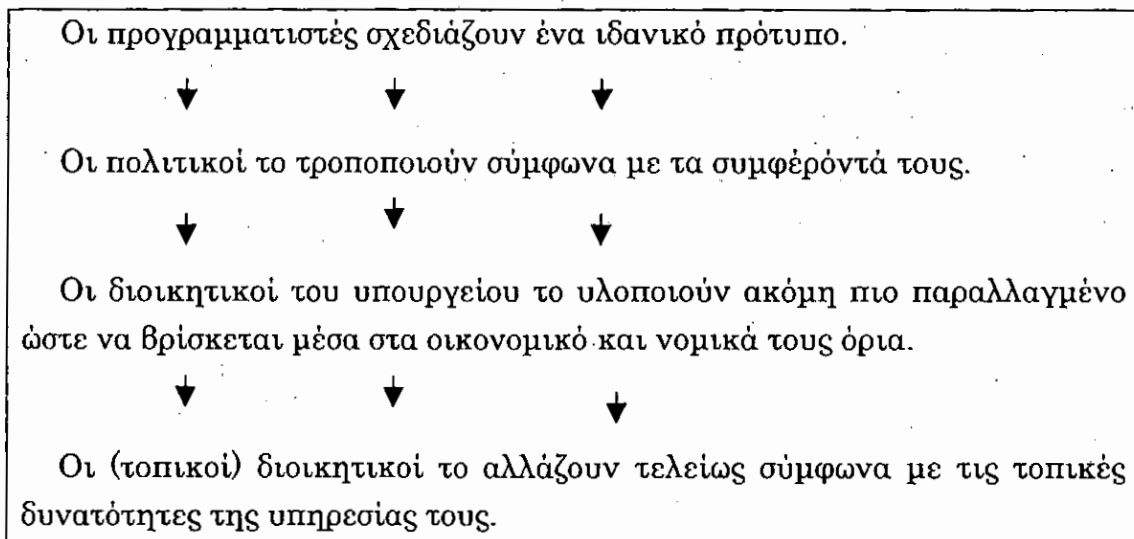 Οι προγραμματιστές σχεδιάζουν ένα ιδανικό πρότυπο.
Οι πολιτικοί το τροποποιούν σύμφωνα με τα συμφέρόντά τους.
Οι διοικητικοί του υπουργείου το υλοποιούν ακόμη πιο παραλλαγμένο
ώστε να βρίσκεται μέσα στα οικονομικό και νομικά τους όρια.
Οι (τοπικοί) διοικητικοί το αλλάζουν τελείως σύμφωνα με τις τοπικές
δυνατότητες της υπηρεσίας τους.